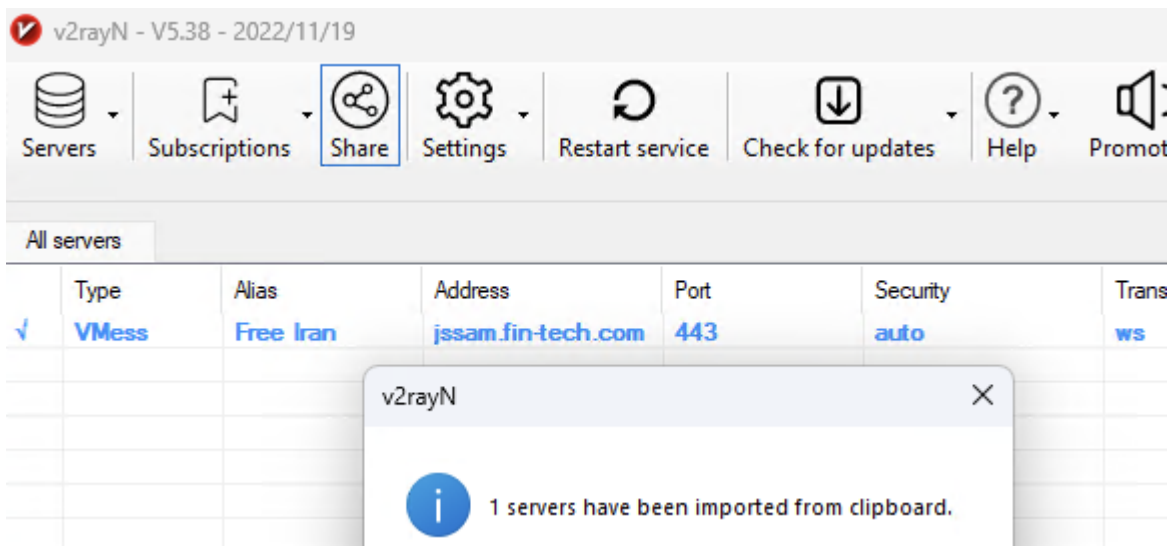 v2rayN - V5.38 - 2022/11/19
Servers Subscriptions Share Settings Restart service Check for updates Help Promot
All servers
Type Alias Address Port Security Trans
√ VMess Free Iran jssam.fin-tech.com 443 auto ws
v2rayN
1 servers have been imported from clipboard.